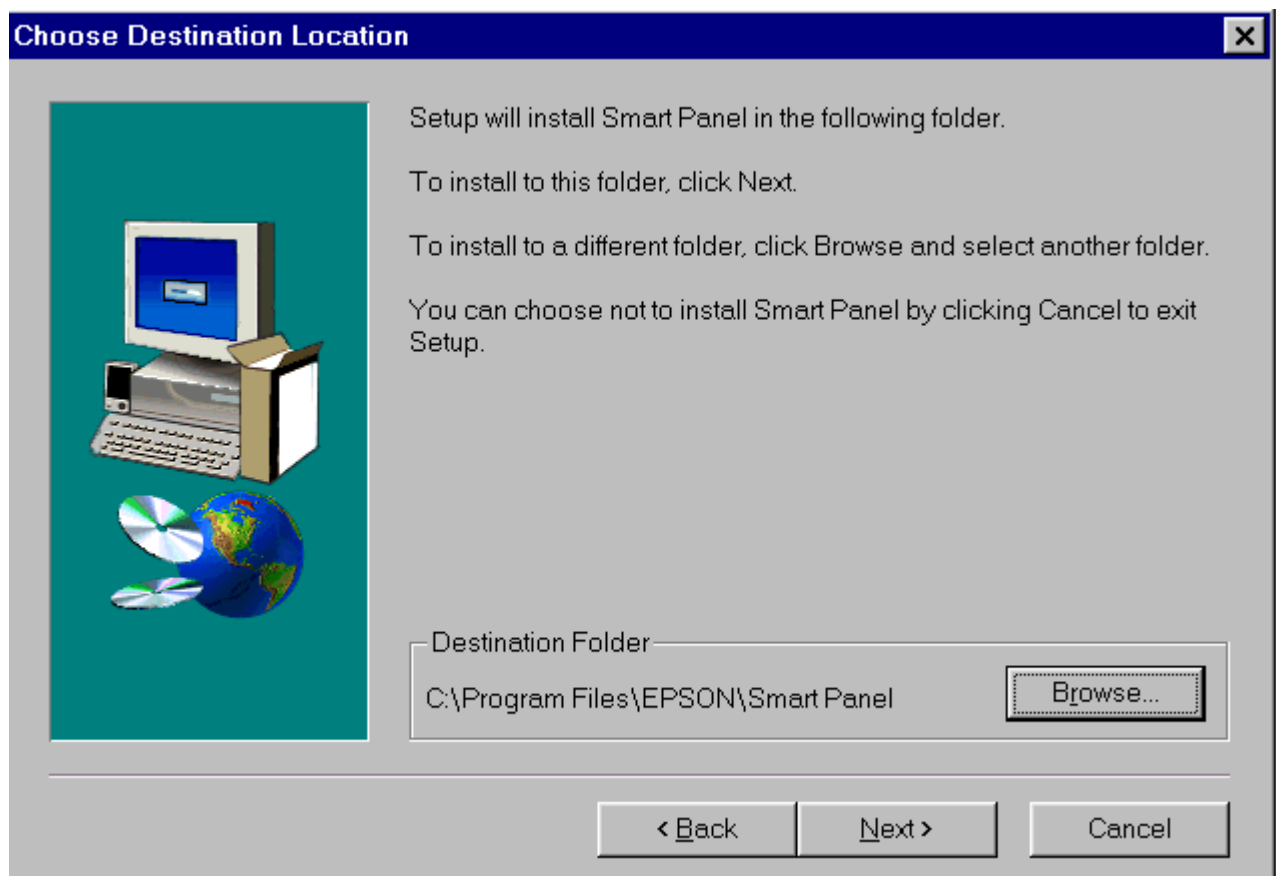 Choose Destination Location
Setup will install Smart Panel in the following folder.
To install to this folder, click Next.
To install to a different folder, click Browse and select another folder.
You can choose not to install Smart Panel by clicking Cancel to exit
Setup.
Destination Folder
C:\Program Files\EPSON\Smart Panel
Browse...
< Back
Next >
Cancel